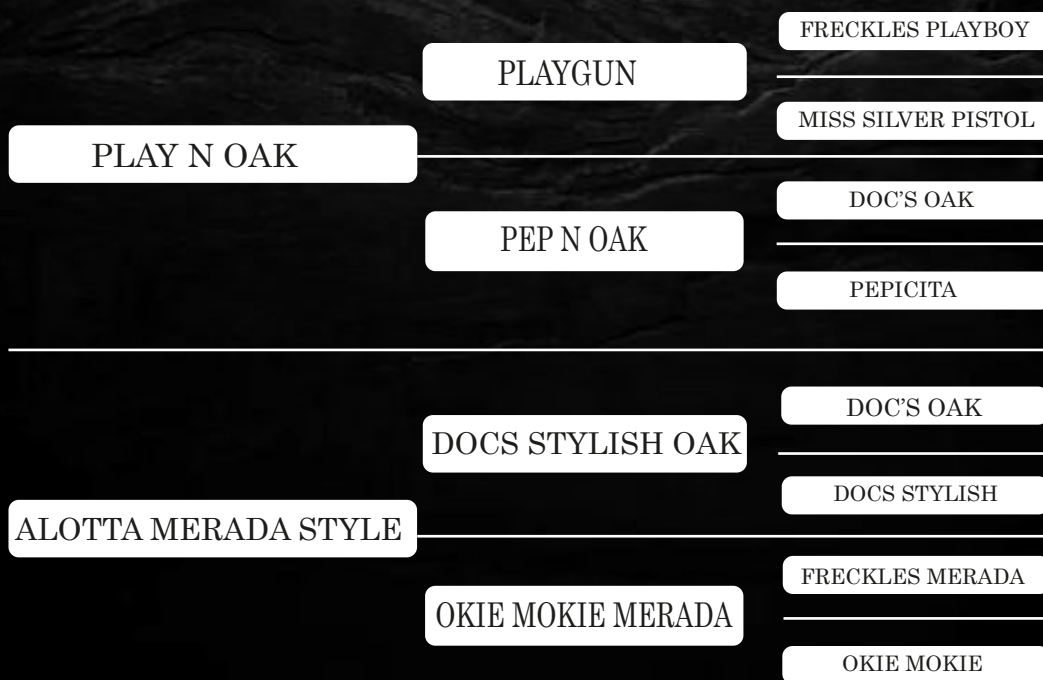 FRECKLES PLAYBOY
PLAYGUN
MISS SILVER PISTOL
PLAY N OAK
DOC’S OAK
PEP N OAK
PEPICITA
DOC’S OAK
DOCS STYLISH OAK
DOCS STYLISH
ALOTTA MERADA STYLE
FRECKLES MERADA
OKIE MOKIE MERADA
OKIE MOKIE